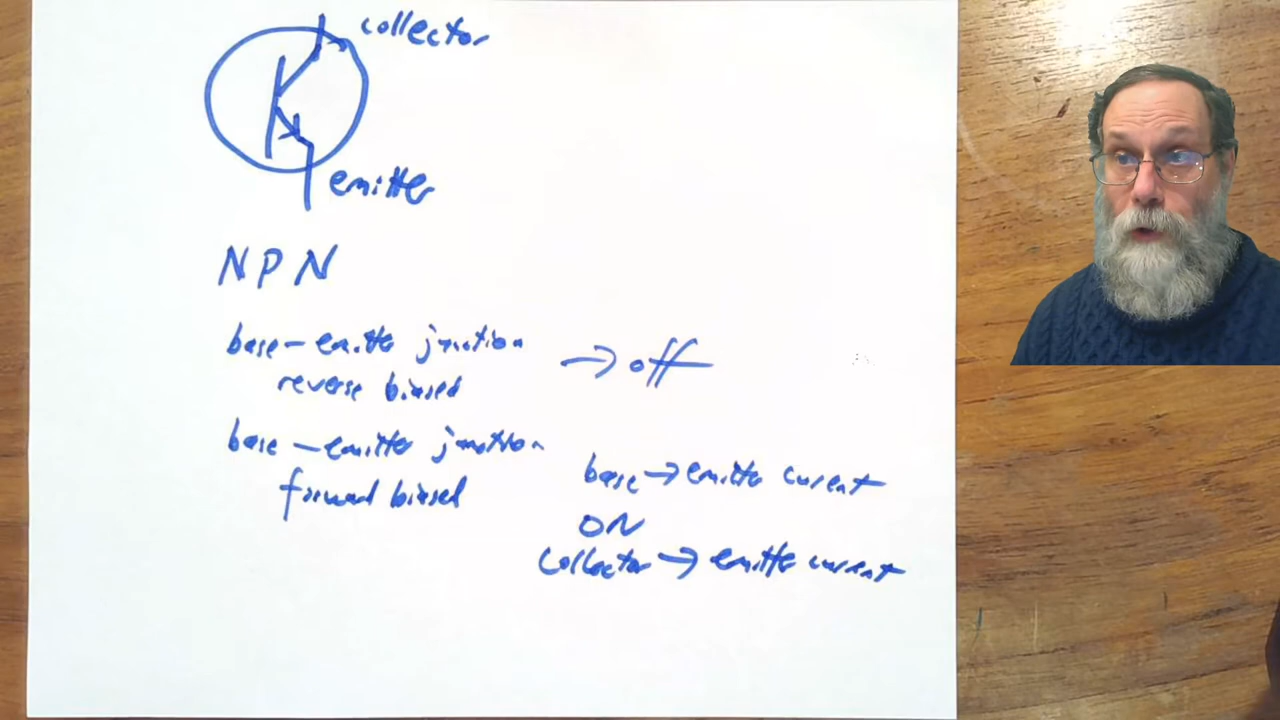 collector
emitter
NPN
base-emitter junction
reverse biased
→ off
base-emitter junction
forward biased
base → emitter current
ON
collector → emitter current